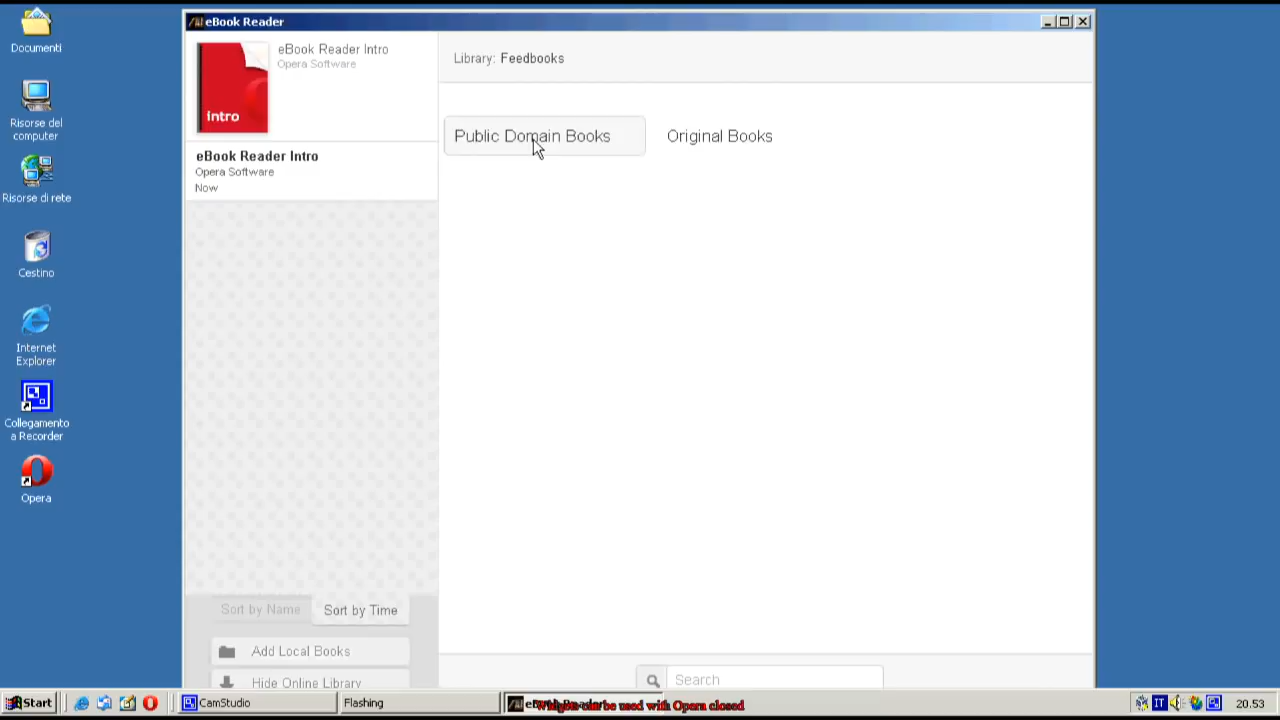 Documenti
Risorse del
computer
Risorse di rete
Cestino
Internet
Explorer
Collegamento
a Recorder
Opera
eBook Reader
intro
eBook Reader Intro
Opera Software
eBook Reader Intro
Opera Software
Now
Library: Feedbooks
Public Domain Books
Original Books
Sort by Name
Sort by Time
Add Local Books
Hide Online Library
Search
Start
CamStudio
Flashing
Widgets can be used with Opera closed
IT
20.53